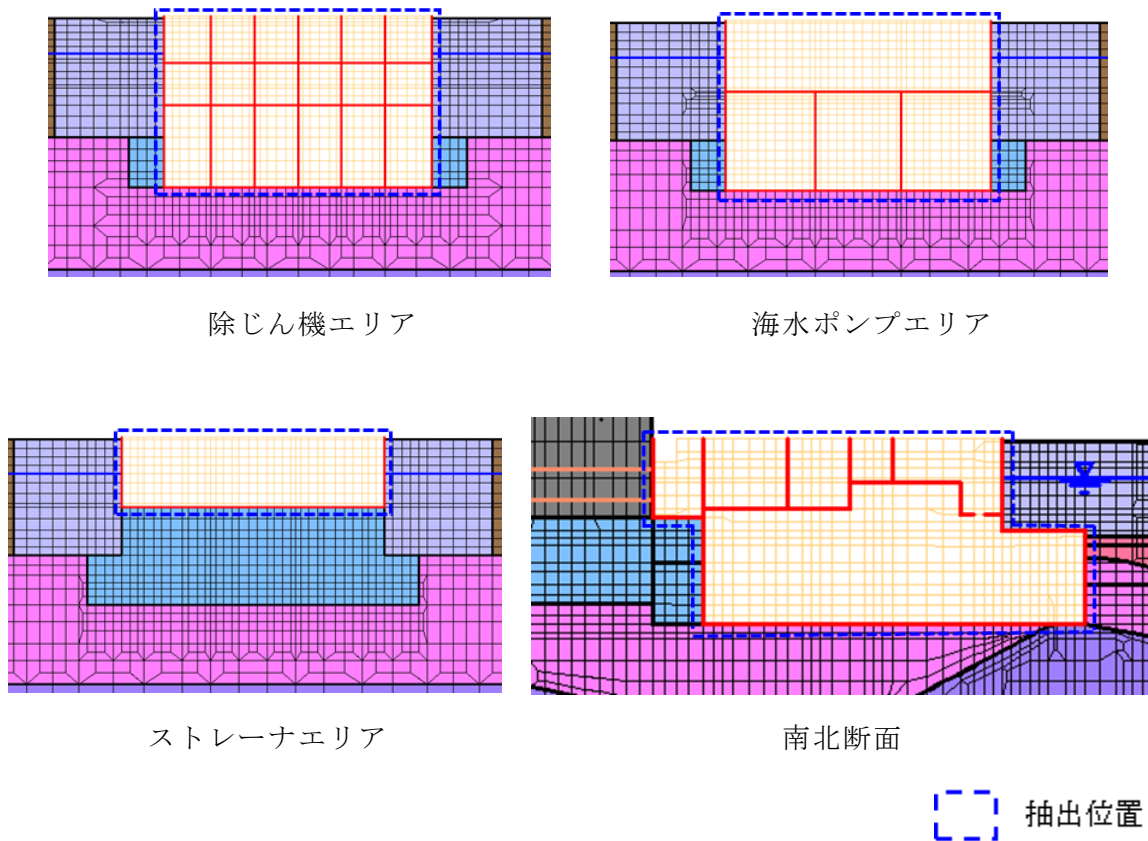 除じん機エリア
海水ポンプエリア
ストレーナエリア
南北断面
抽出位置